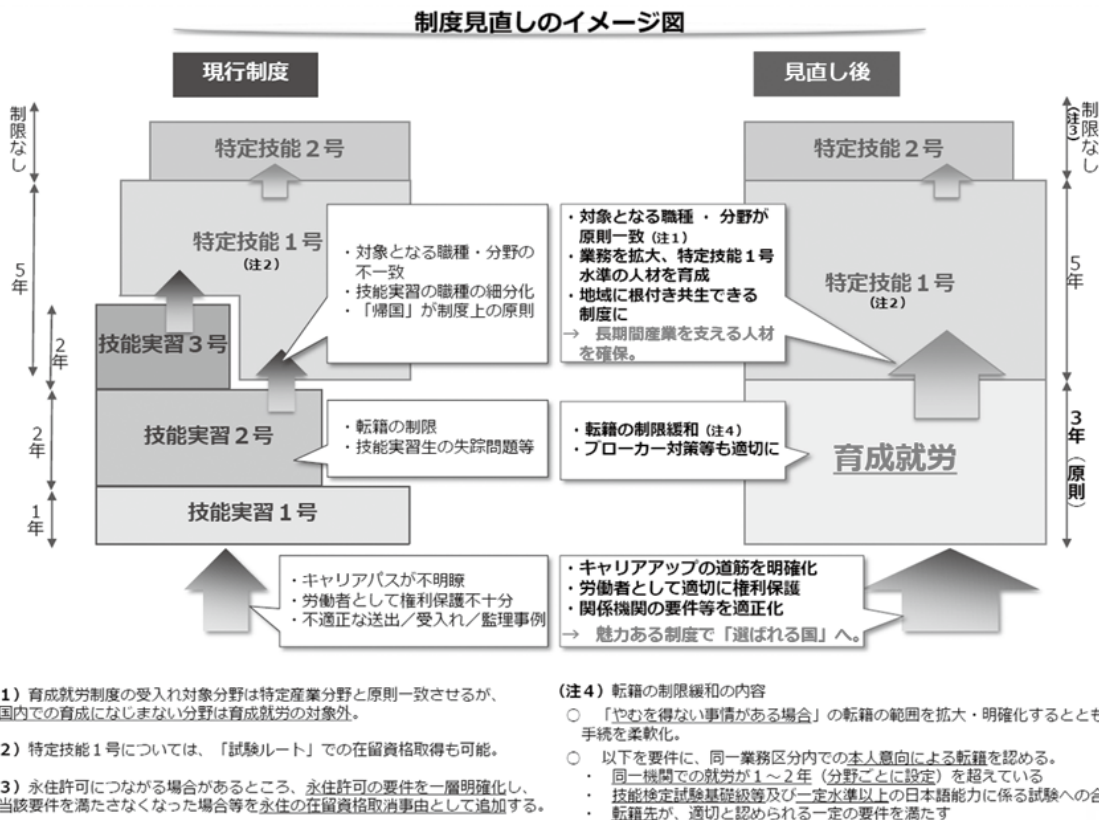 制度見直しのイメージ図
現行制度
制限なし
特定技能２号
5年
特定技能１号
(注２)
・対象となる職種・分野の
不一致
・技能実習の職種の細分化
・「帰国」が制度上の原則
2年
技能実習３号
2年
技能実習２号
・転籍の制限
・技能実習生の失踪問題等
1年
技能実習１号
・キャリアパスが不明瞭
・労働者として権利保護不十分
・不適正な送出／受入れ／監理事例
見直し後
制限なし
(注３)
特定技能２号
・対象となる職種 ・ 分野が
原則一致（注１）
・業務を拡大、特定技能１号
水準の人材を育成
・地域に根付き共生できる
制度に
→ 長期間産業を支える人材
を確保。
特定技能１号
(注２)
5年
・転籍の制限緩和（注４）
・ブローカー対策等も適切に
育成就労
3年（原則）
・キャリアアップの道筋を明確化
・労働者として適切に権利保護
・関係機関の要件等を適正化
→ 魅力ある制度で「選ばれる国」へ。
1）育成就労制度の受入れ対象分野は特定産業分野と原則一致させるが、
国内での育成になじまない分野は育成就労の対象外。
2）特定技能１号については、「試験ルート」での在留資格取得も可能。
3）永住許可につながる場合があるところ、永住許可の要件を一層明確化し、
当該要件を満たさなくなった場合等を永住の在留資格取消事由として追加する。
(注４）転籍の制限緩和の内容
○ 「やむを得ない事情がある場合」の転籍の範囲を拡大・明確化するととも
手続を柔軟化。
○ 以下を要件に、同一業務区分内での本人意向による転籍を認める。
・ 同一機関での就労が１～２年（分野ごとに設定）を超えている
・ 技能検定試験基礎級等及び一定水準以上の日本語能力に係る試験への合
・ 転籍先が、適切と認められる一定の要件を満たす